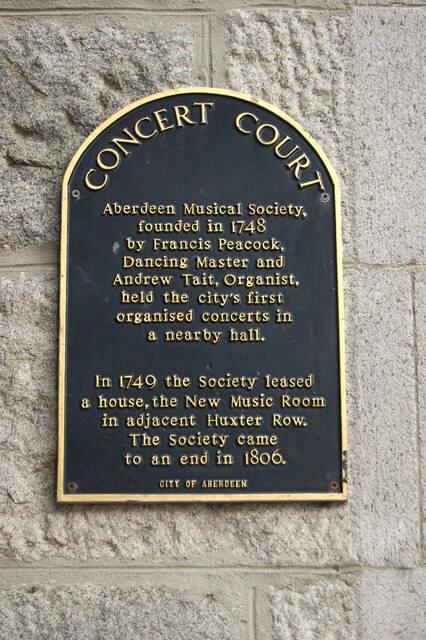 CONCERT COURT
Aberdeen Musical Society,
founded in 1748
by Francis Peacock,
Dancing Master and
Andrew Tait, Organist,
held the city's first
organised concerts in
a nearby hall.
In 1749 the Society leased
a house, the New Music Room
in adjacent Huxter Row.
The Society came
to an end in 1806.
CITY OF ABERDEEN